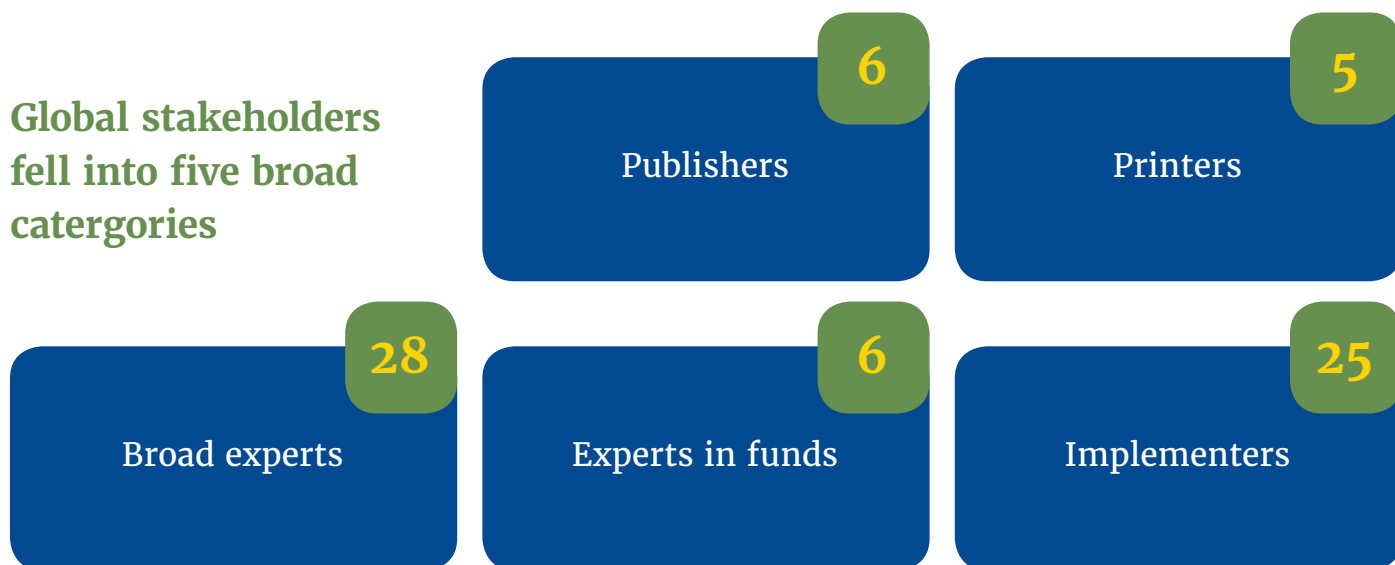 Global stakeholders
fell into five broad
catergories
6
Publishers
5
Printers
28
Broad experts
6
Experts in funds
25
Implementers